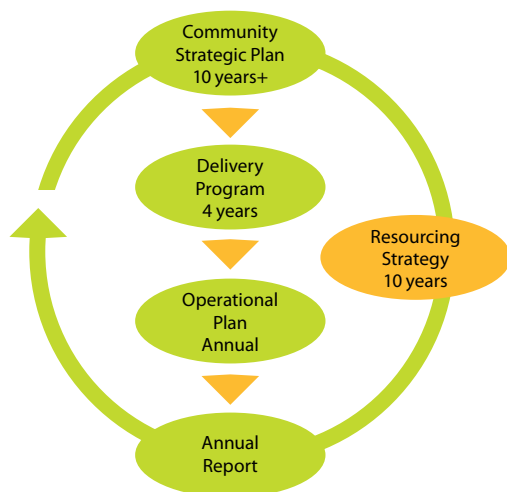 Community
Strategic Plan
10 years+
Delivery
Program
4 years
Resourcing
Strategy
10 years
Operational
Plan
Annual
Annual
Report